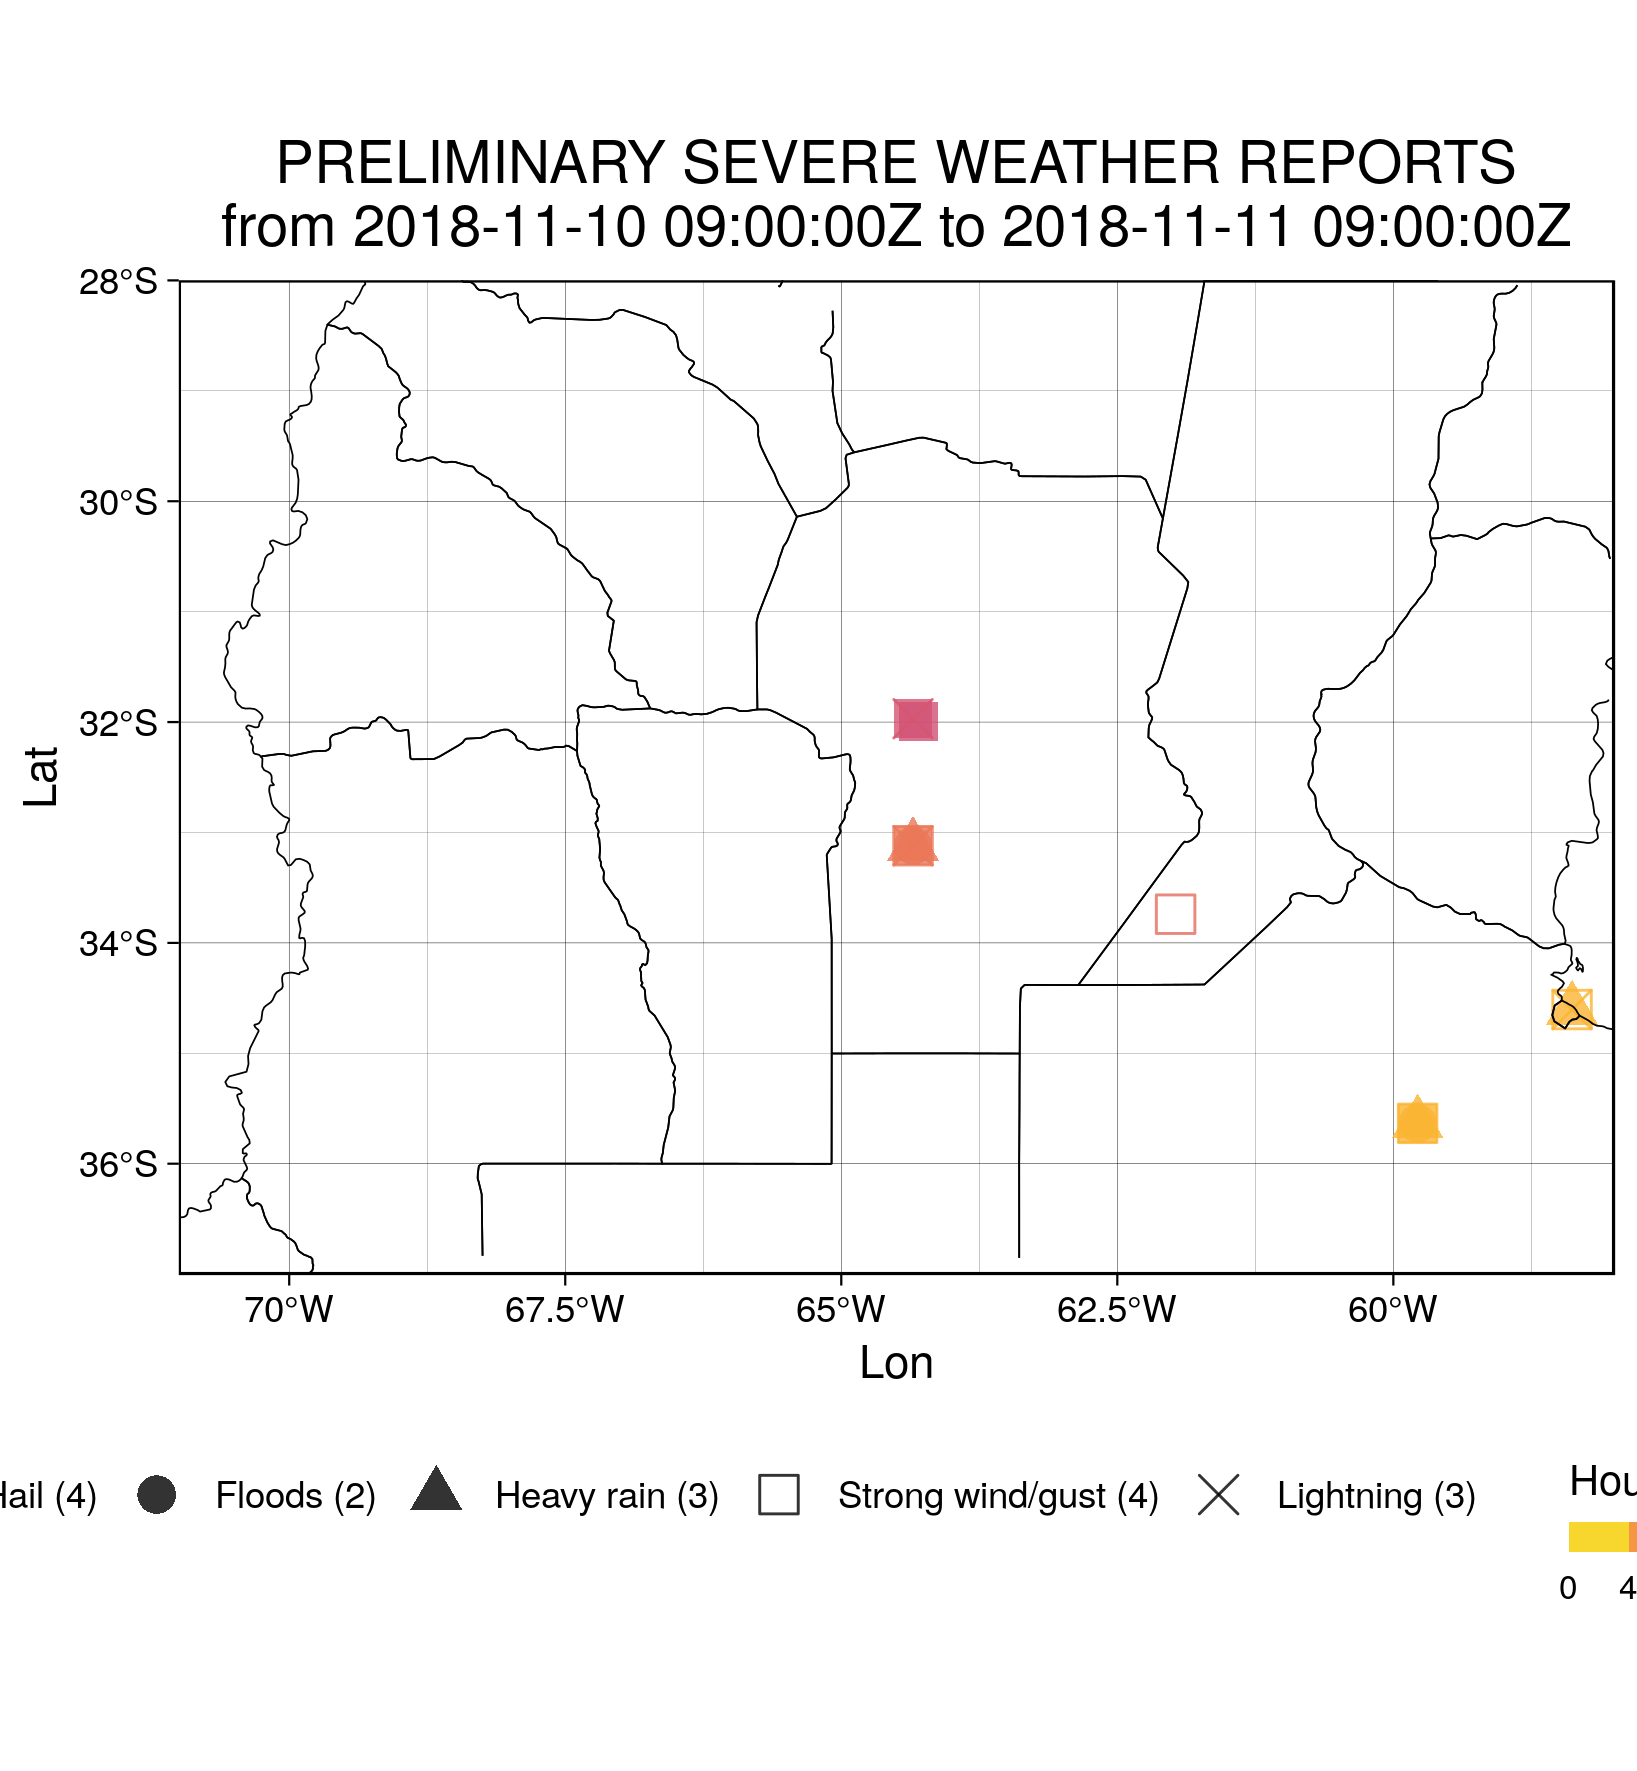 PRELIMINARY SEVERE WEATHER REPORTS
from 2018-11-10 09:00:00Z to 2018-11-11 09:00:00Z
28°S
30°S
32°S
34°S
36°S
Lat
70°W
67.5°W
65°W
62.5°W
60°W
Lon
Hail (4)
Floods (2)
Heavy rain (3)
Strong wind/gust (4)
Lightning (3)
Hou
0
4